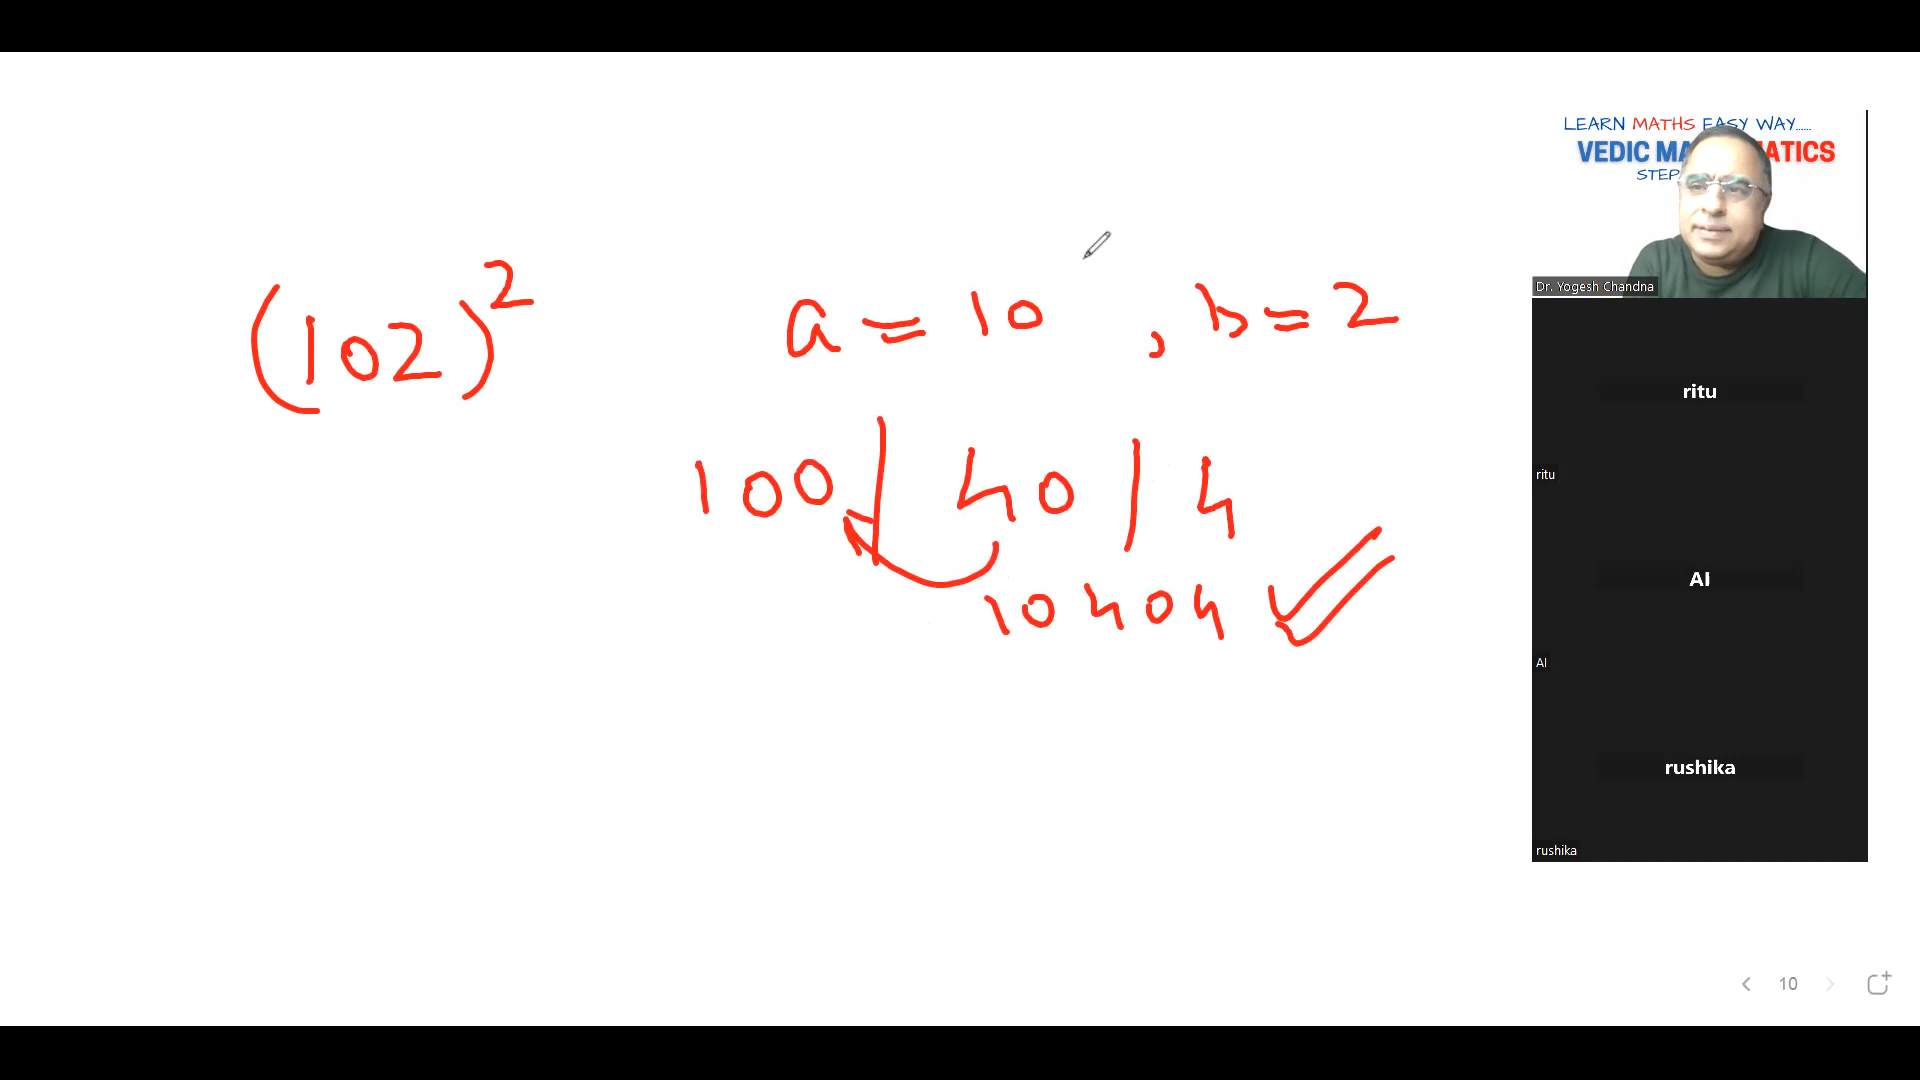 LEARN MATHS EASY WAY......
VEDIC MA ATICS
STEP
Dr. Yogesh Chandna
(102)²
a = 10 , b = 2
100 / 40 / 4
10404
ritu
ritu
AI
AI
rushika
rushika
10